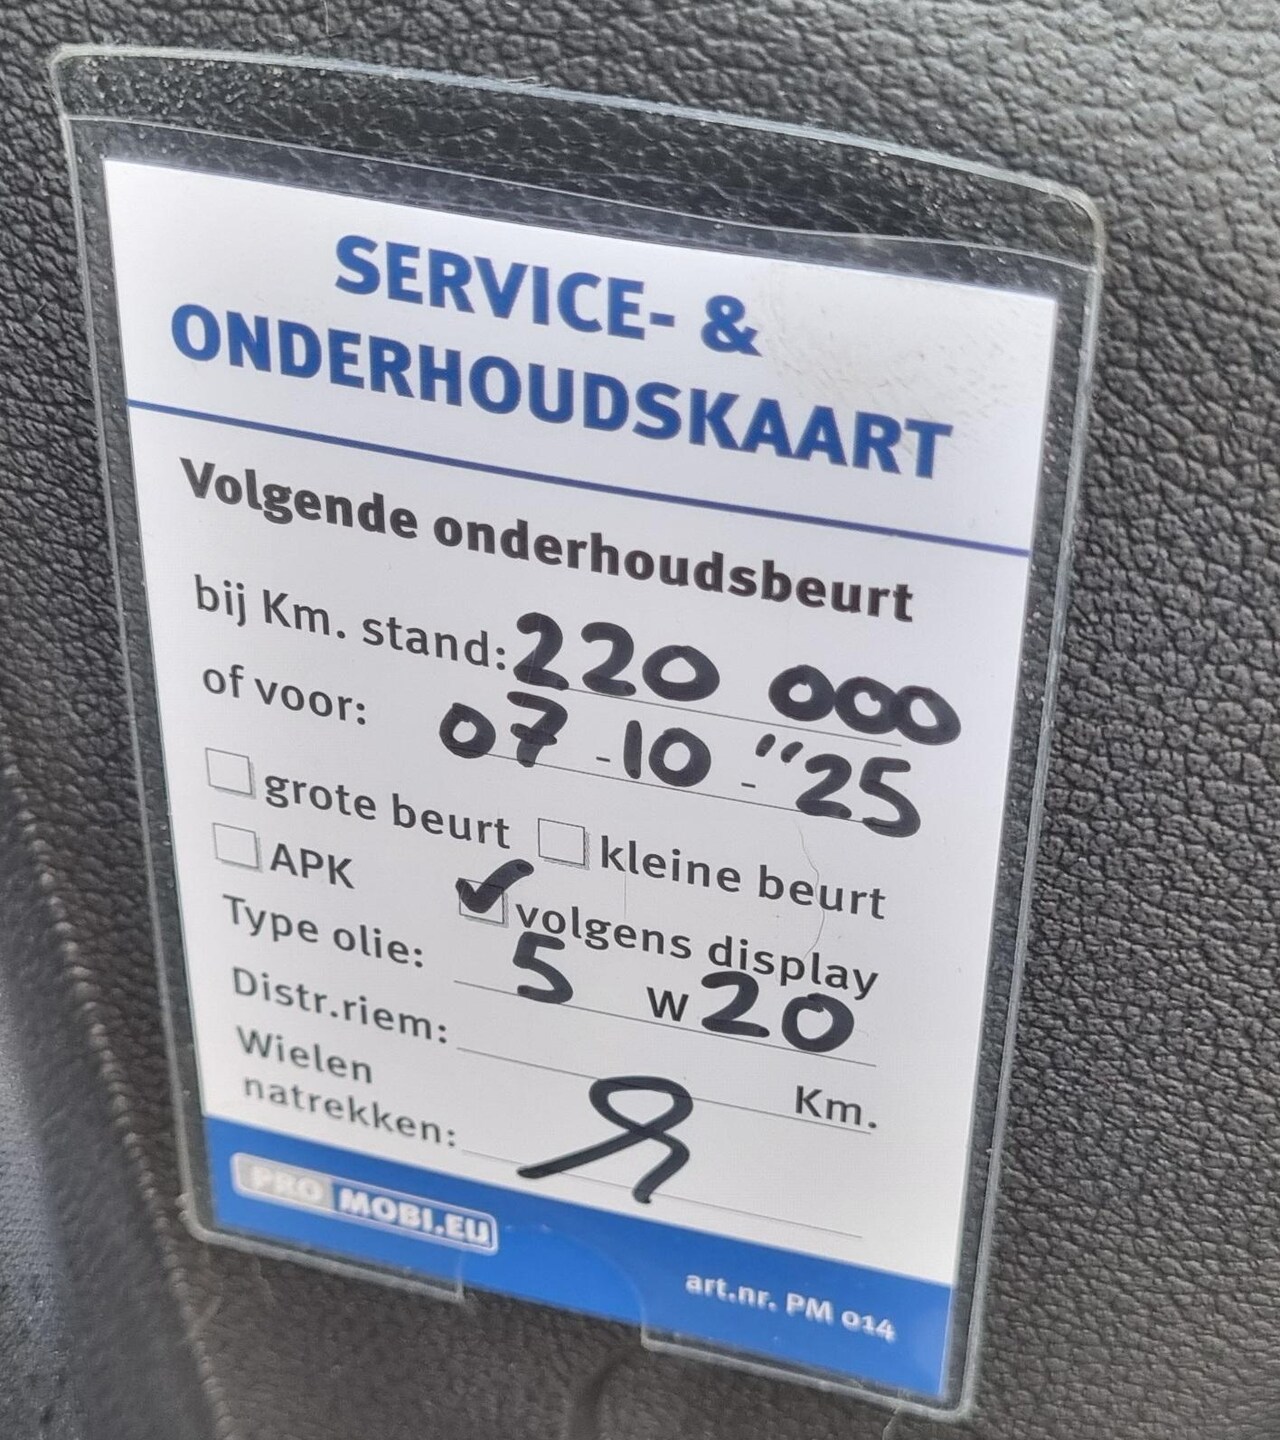 SERVICE- &
ONDERHOUDSKAART
Volgende onderhoudsbeurt
bij Km. stand: 220 000
of voor: 07 - 10 - "25
grote beurt kleine beurt
APK volgens display
Type olie: 5 W 20
Distr.riem: Km.
Wielen
natrekken:
PRO MOBI.EU
art.nr. PM 014